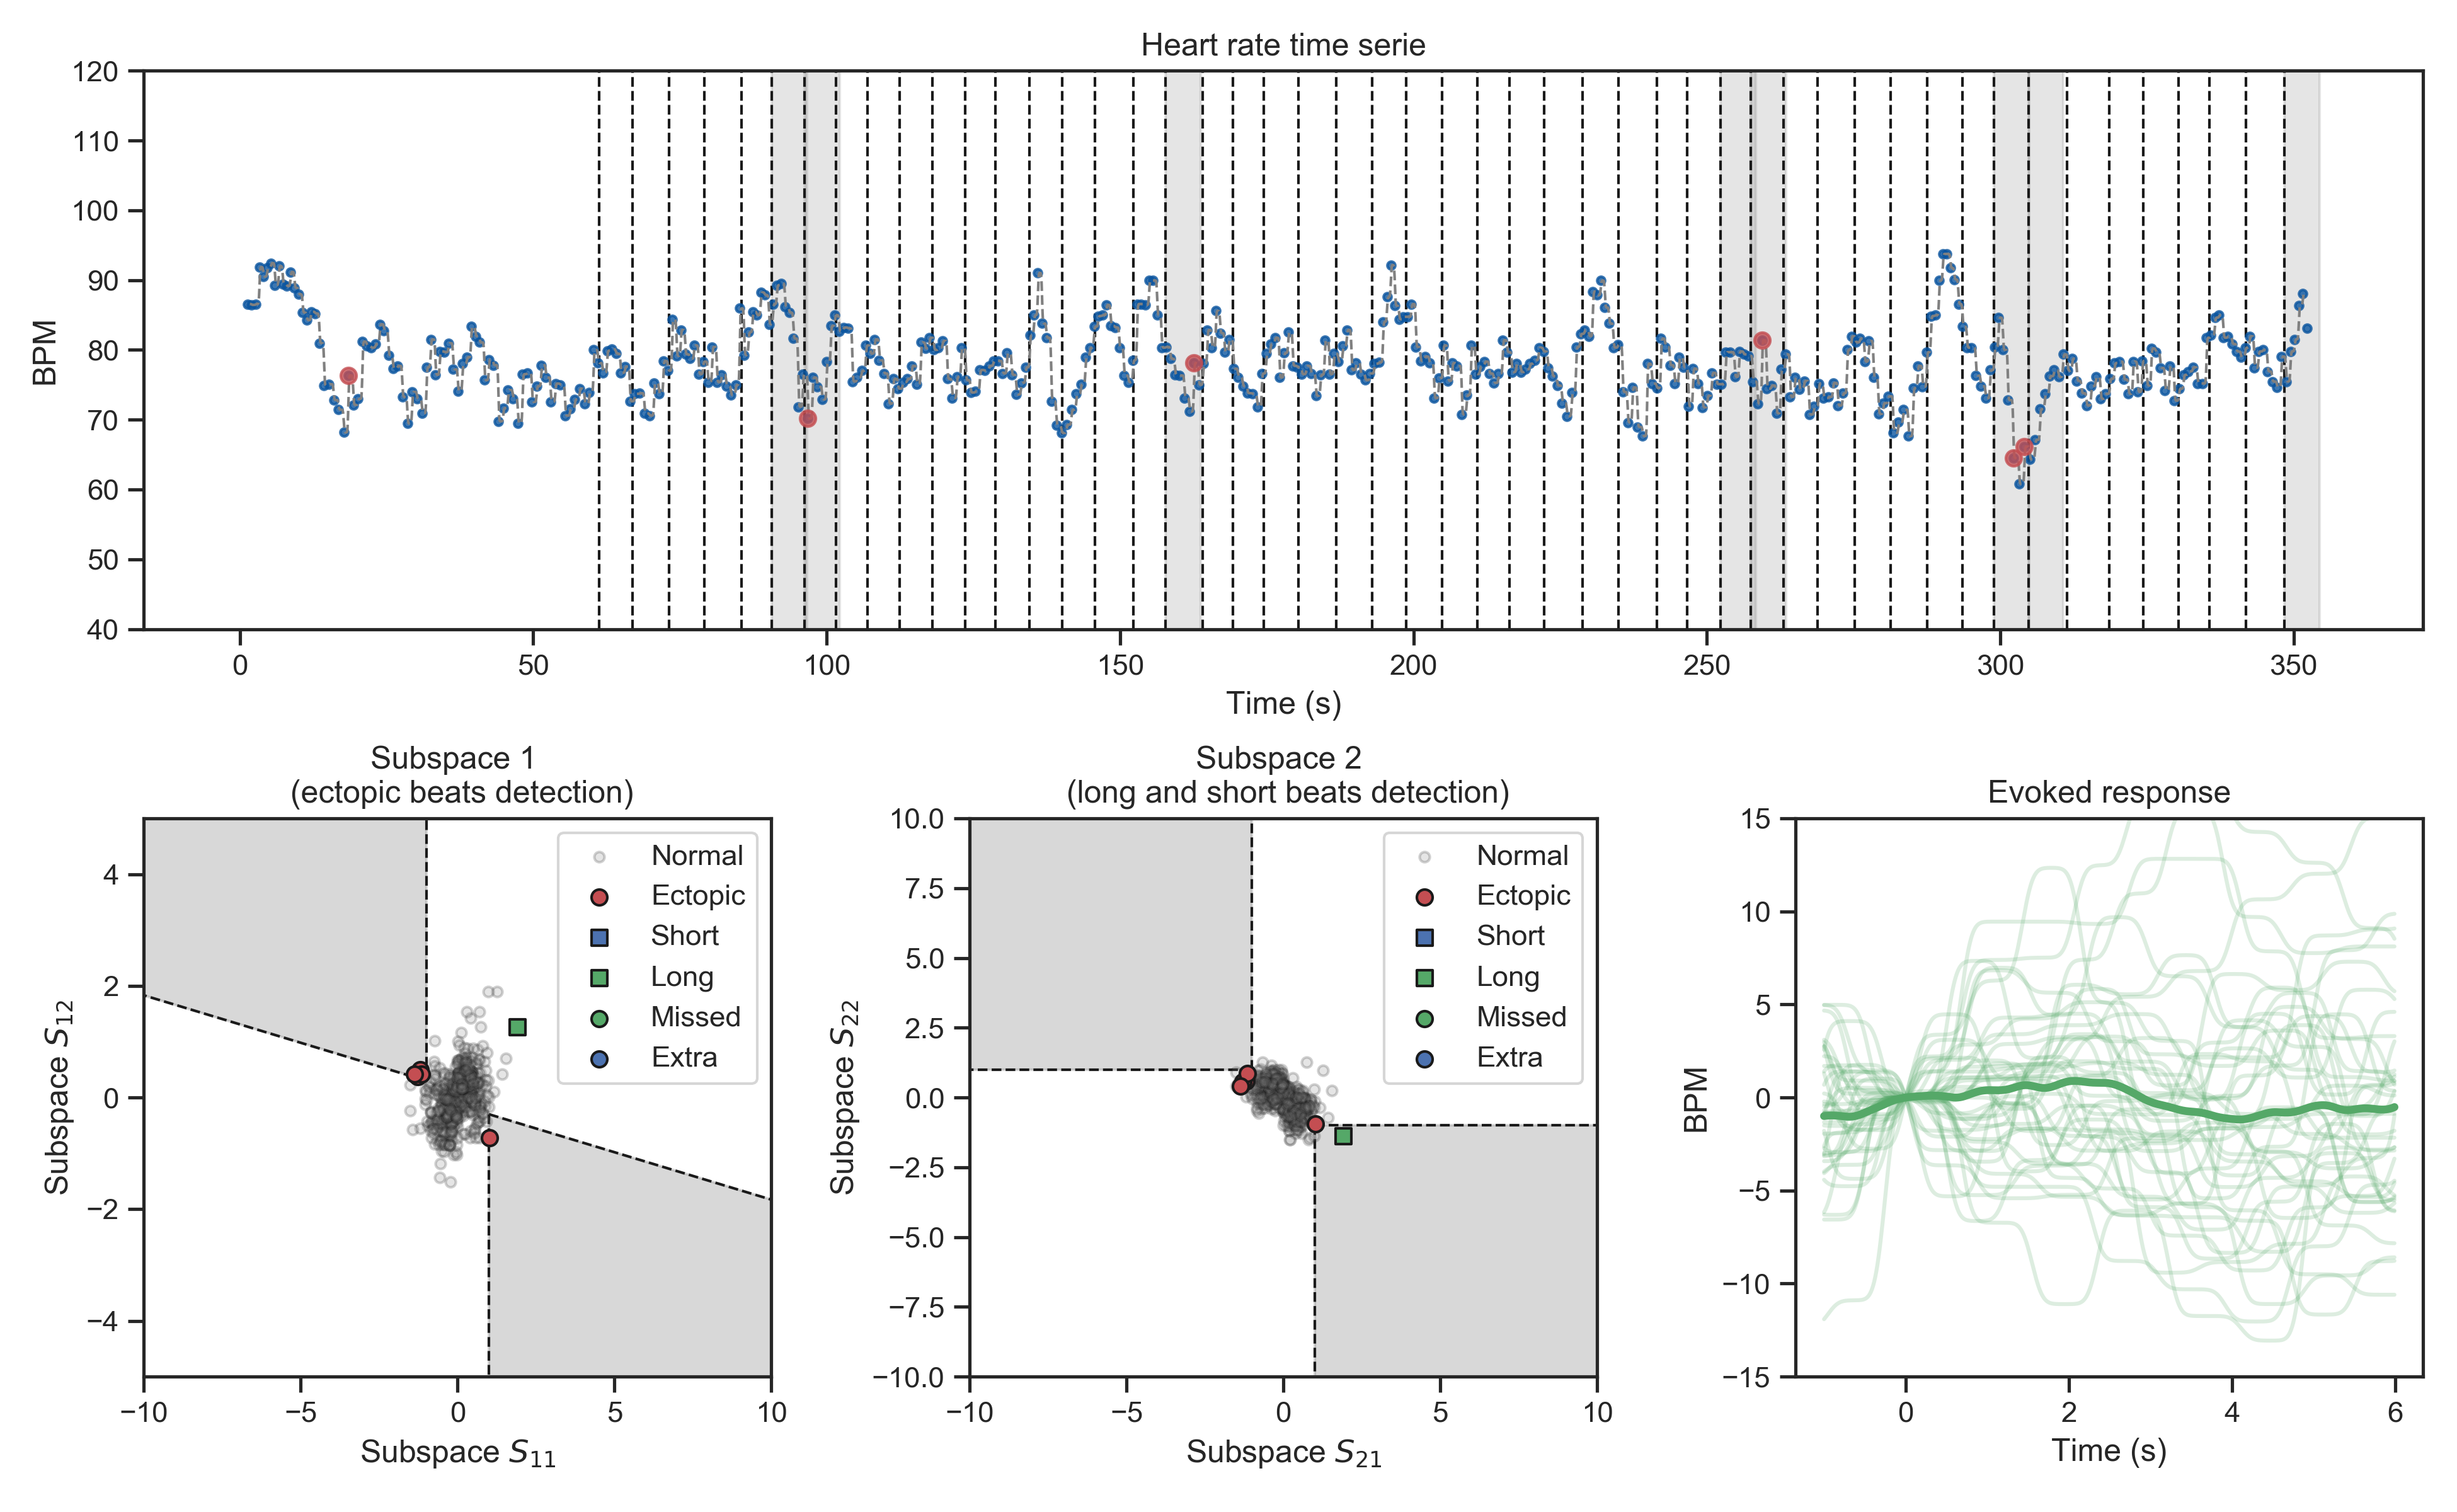 Heart rate time serie
120
110
100
90
80
70
60
50
40
BPM
0 50 100 150 200 250 300 350
Time (s)
Subspace 1
(ectopic beats detection)
4
2
0
−2
−4
Subspace S12
Normal
Ectopic
Short
Long
Missed
Extra
−10 −5 0 5 10
Subspace S11
Subspace 2
(long and short beats detection)
10.0
7.5
5.0
2.5
0.0
−2.5
−5.0
−7.5
−10.0
Subspace S22
Normal
Ectopic
Short
Long
Missed
Extra
−10 −5 0 5 10
Subspace S21
Evoked response
15
10
5
0
−5
−10
−15
BPM
0 2 4 6
Time (s)